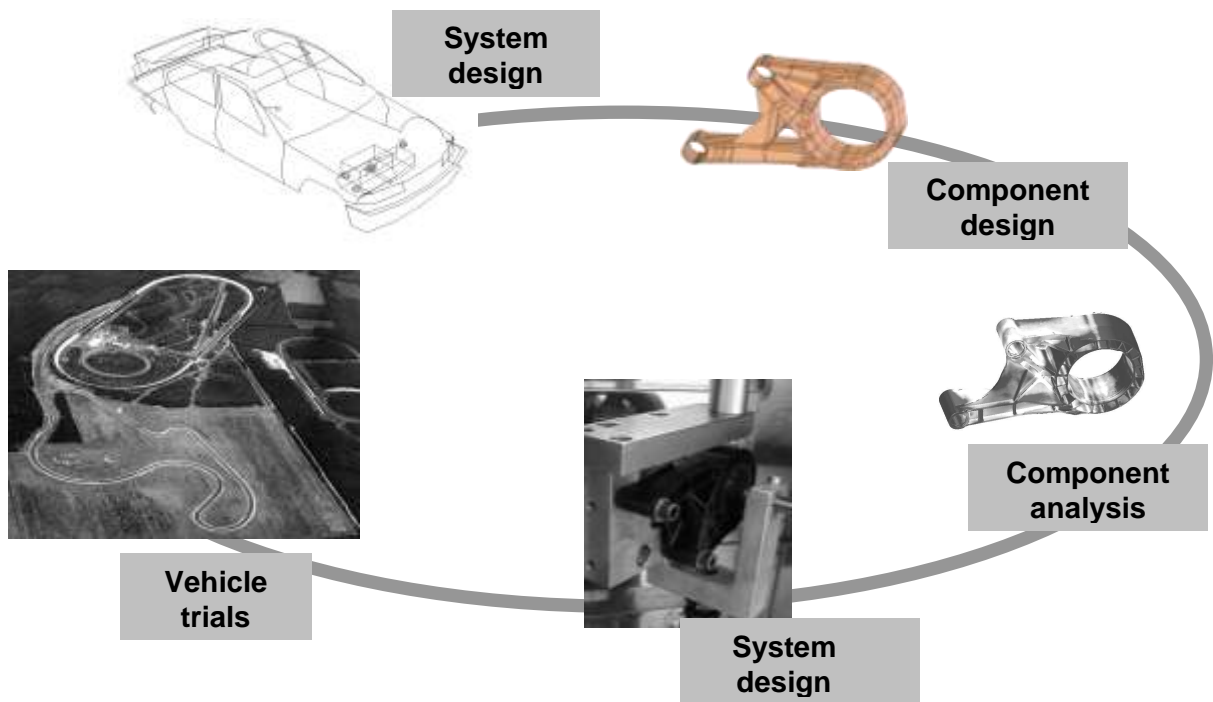 System
design
Component
design
Component
analysis
System
design
Vehicle
trials